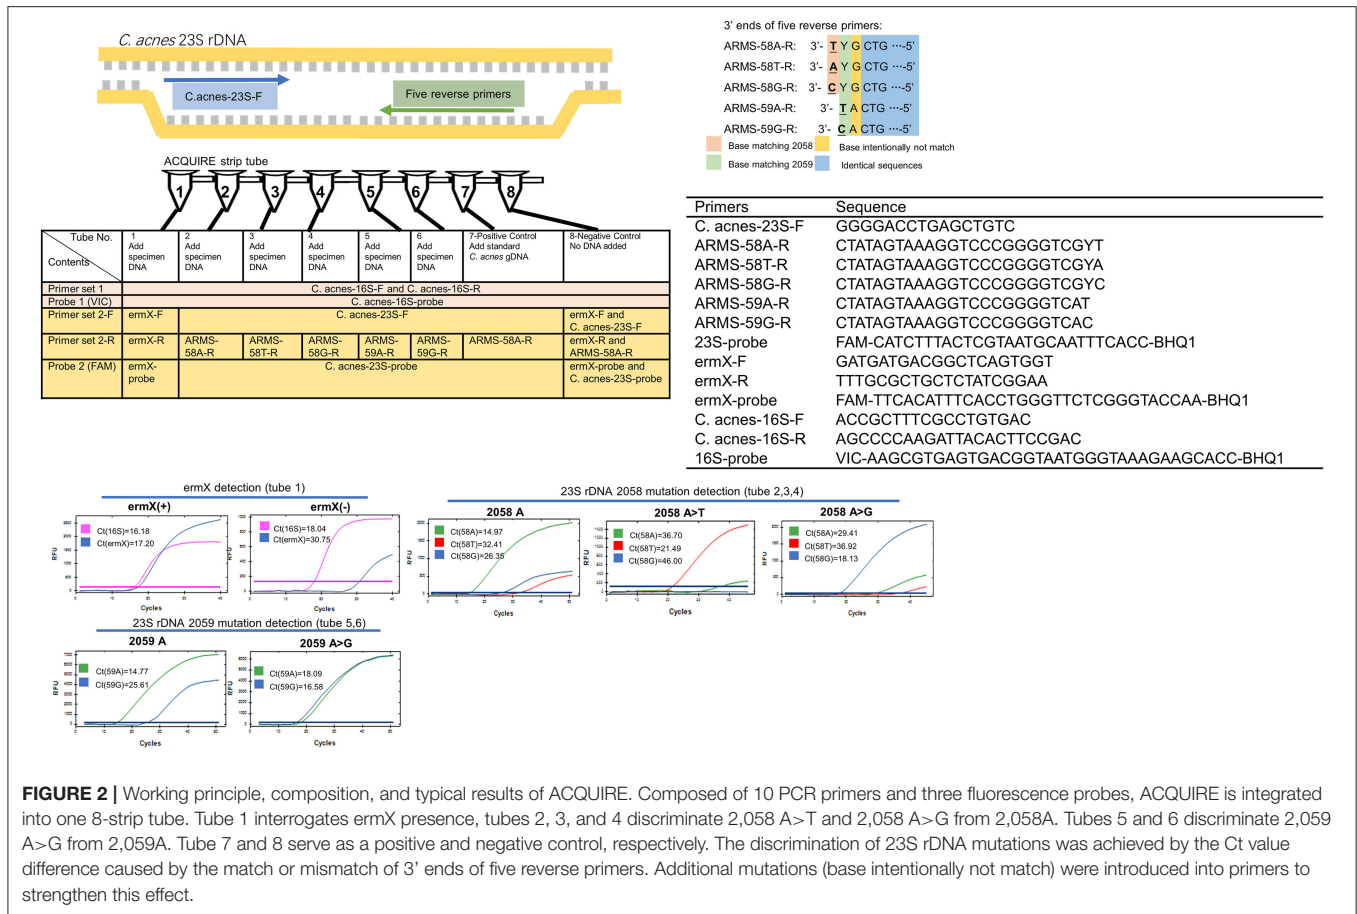 C. acnes 23S rDNA
C.acnes-23S-F
Five reverse primers
3' ends of five reverse primers:
ARMS-58A-R: 3'- T Y G CTG ···-5'
ARMS-58T-R: 3'- A Y G CTG ···-5'
ARMS-58G-R: 3'- C Y G CTG ···-5'
ARMS-59A-R: 3'- T A CTG ···-5'
ARMS-59G-R: 3'- C A CTG ···-5'
Base matching 2058 Base intentionally not match
Base matching 2059 Identical sequences
ACQUIRE strip tube
1 2 3 4 5 6 7 8
Tube No.
Contents
1
Add
specimen
DNA
2
Add
specimen
DNA
3
Add
specimen
DNA
4
Add
specimen
DNA
5
Add
specimen
DNA
6
Add
specimen
DNA
7-Positive Control
Add standard
C. acnes gDNA
8-Negative Control
No DNA added
Primer set 1 C. acnes-16S-F and C. acnes-16S-R
Probe 1 (VIC) C. acnes-16S-probe
Primer set 2-F ermX-F C. acnes-23S-F ermX-F and
C. acnes-23S-F
Primer set 2-R ermX-R ARMS- ARMS- ARMS- ARMS- ARMS- ARMS-58A-R ermX-R and
58A-R 58T-R 58G-R 59A-R 59G-R ARMS-58A-R
Probe 2 (FAM) ermX- C. acnes-23S-probe ermX-probe and
probe C. acnes-23S-probe
Primers Sequence
C. acnes-23S-F GGGGACCTGAGCTGTC
ARMS-58A-R CTATAGTAAAGGTCCCGGGGTCGYT
ARMS-58T-R CTATAGTAAAGGTCCCGGGGTCGYA
ARMS-58G-R CTATAGTAAAGGTCCCGGGGTCGYC
ARMS-59A-R CTATAGTAAAGGTCCCGGGGTCAT
ARMS-59G-R CTATAGTAAAGGTCCCGGGGTCAC
23S-probe FAM-CATCTTTACTCGTAATGCAATTTCACC-BHQ1
ermX-F GATGATGACGGCTCAGTGGT
ermX-R TTTGCGCTGCTCTATCGGAA
ermX-probe FAM-TTCACATTTCACCTGGGTTCTCGGGTACCAA-BHQ1
C. acnes-16S-F ACCGCTTTCGCCTGTGAC
C. acnes-16S-R AGCCCCAAGATTACACTTCCGAC
16S-probe VIC-AAGCGTGAGTGACGGTAATGGGTAAAGAAGCACC-BHQ1
ermX detection (tube 1)
ermX(+)
Ct(16S)=16.18
Ct(ermX)=17.20
RFU
Cycles
ermX(-)
Ct(16S)=18.04
Ct(ermX)=30.75
RFU
Cycles
23S rDNA 2058 mutation detection (tube 2,3,4)
2058 A
Ct(58A)=14.97
Ct(58T)=32.41
Ct(58G)=26.35
RFU
Cycles
2058 A>T
Ct(58A)=36.70
Ct(58T)=21.49
Ct(58G)=46.00
RFU
Cycles
2058 A>G
Ct(58A)=29.41
Ct(58T)=36.92
Ct(58G)=18.13
RFU
Cycles
23S rDNA 2059 mutation detection (tube 5,6)
2059 A
Ct(59A)=14.77
Ct(59G)=25.61
RFU
Cycles
2059 A>G
Ct(59A)=18.09
Ct(59G)=16.58
RFU
Cycles
FIGURE 2 | Working principle, composition, and typical results of ACQUIRE. Composed of 10 PCR primers and three fluorescence probes, ACQUIRE is integrated
into one 8-strip tube. Tube 1 interrogates ermX presence, tubes 2, 3, and 4 discriminate 2,058 A>T and 2,058 A>G from 2,058A. Tubes 5 and 6 discriminate 2,059
A>G from 2,059A. Tube 7 and 8 serve as a positive and negative control, respectively. The discrimination of 23S rDNA mutations was achieved by the Ct value
difference caused by the match or mismatch of 3' ends of five reverse primers. Additional mutations (base intentionally not match) were introduced into primers to
strengthen this effect.